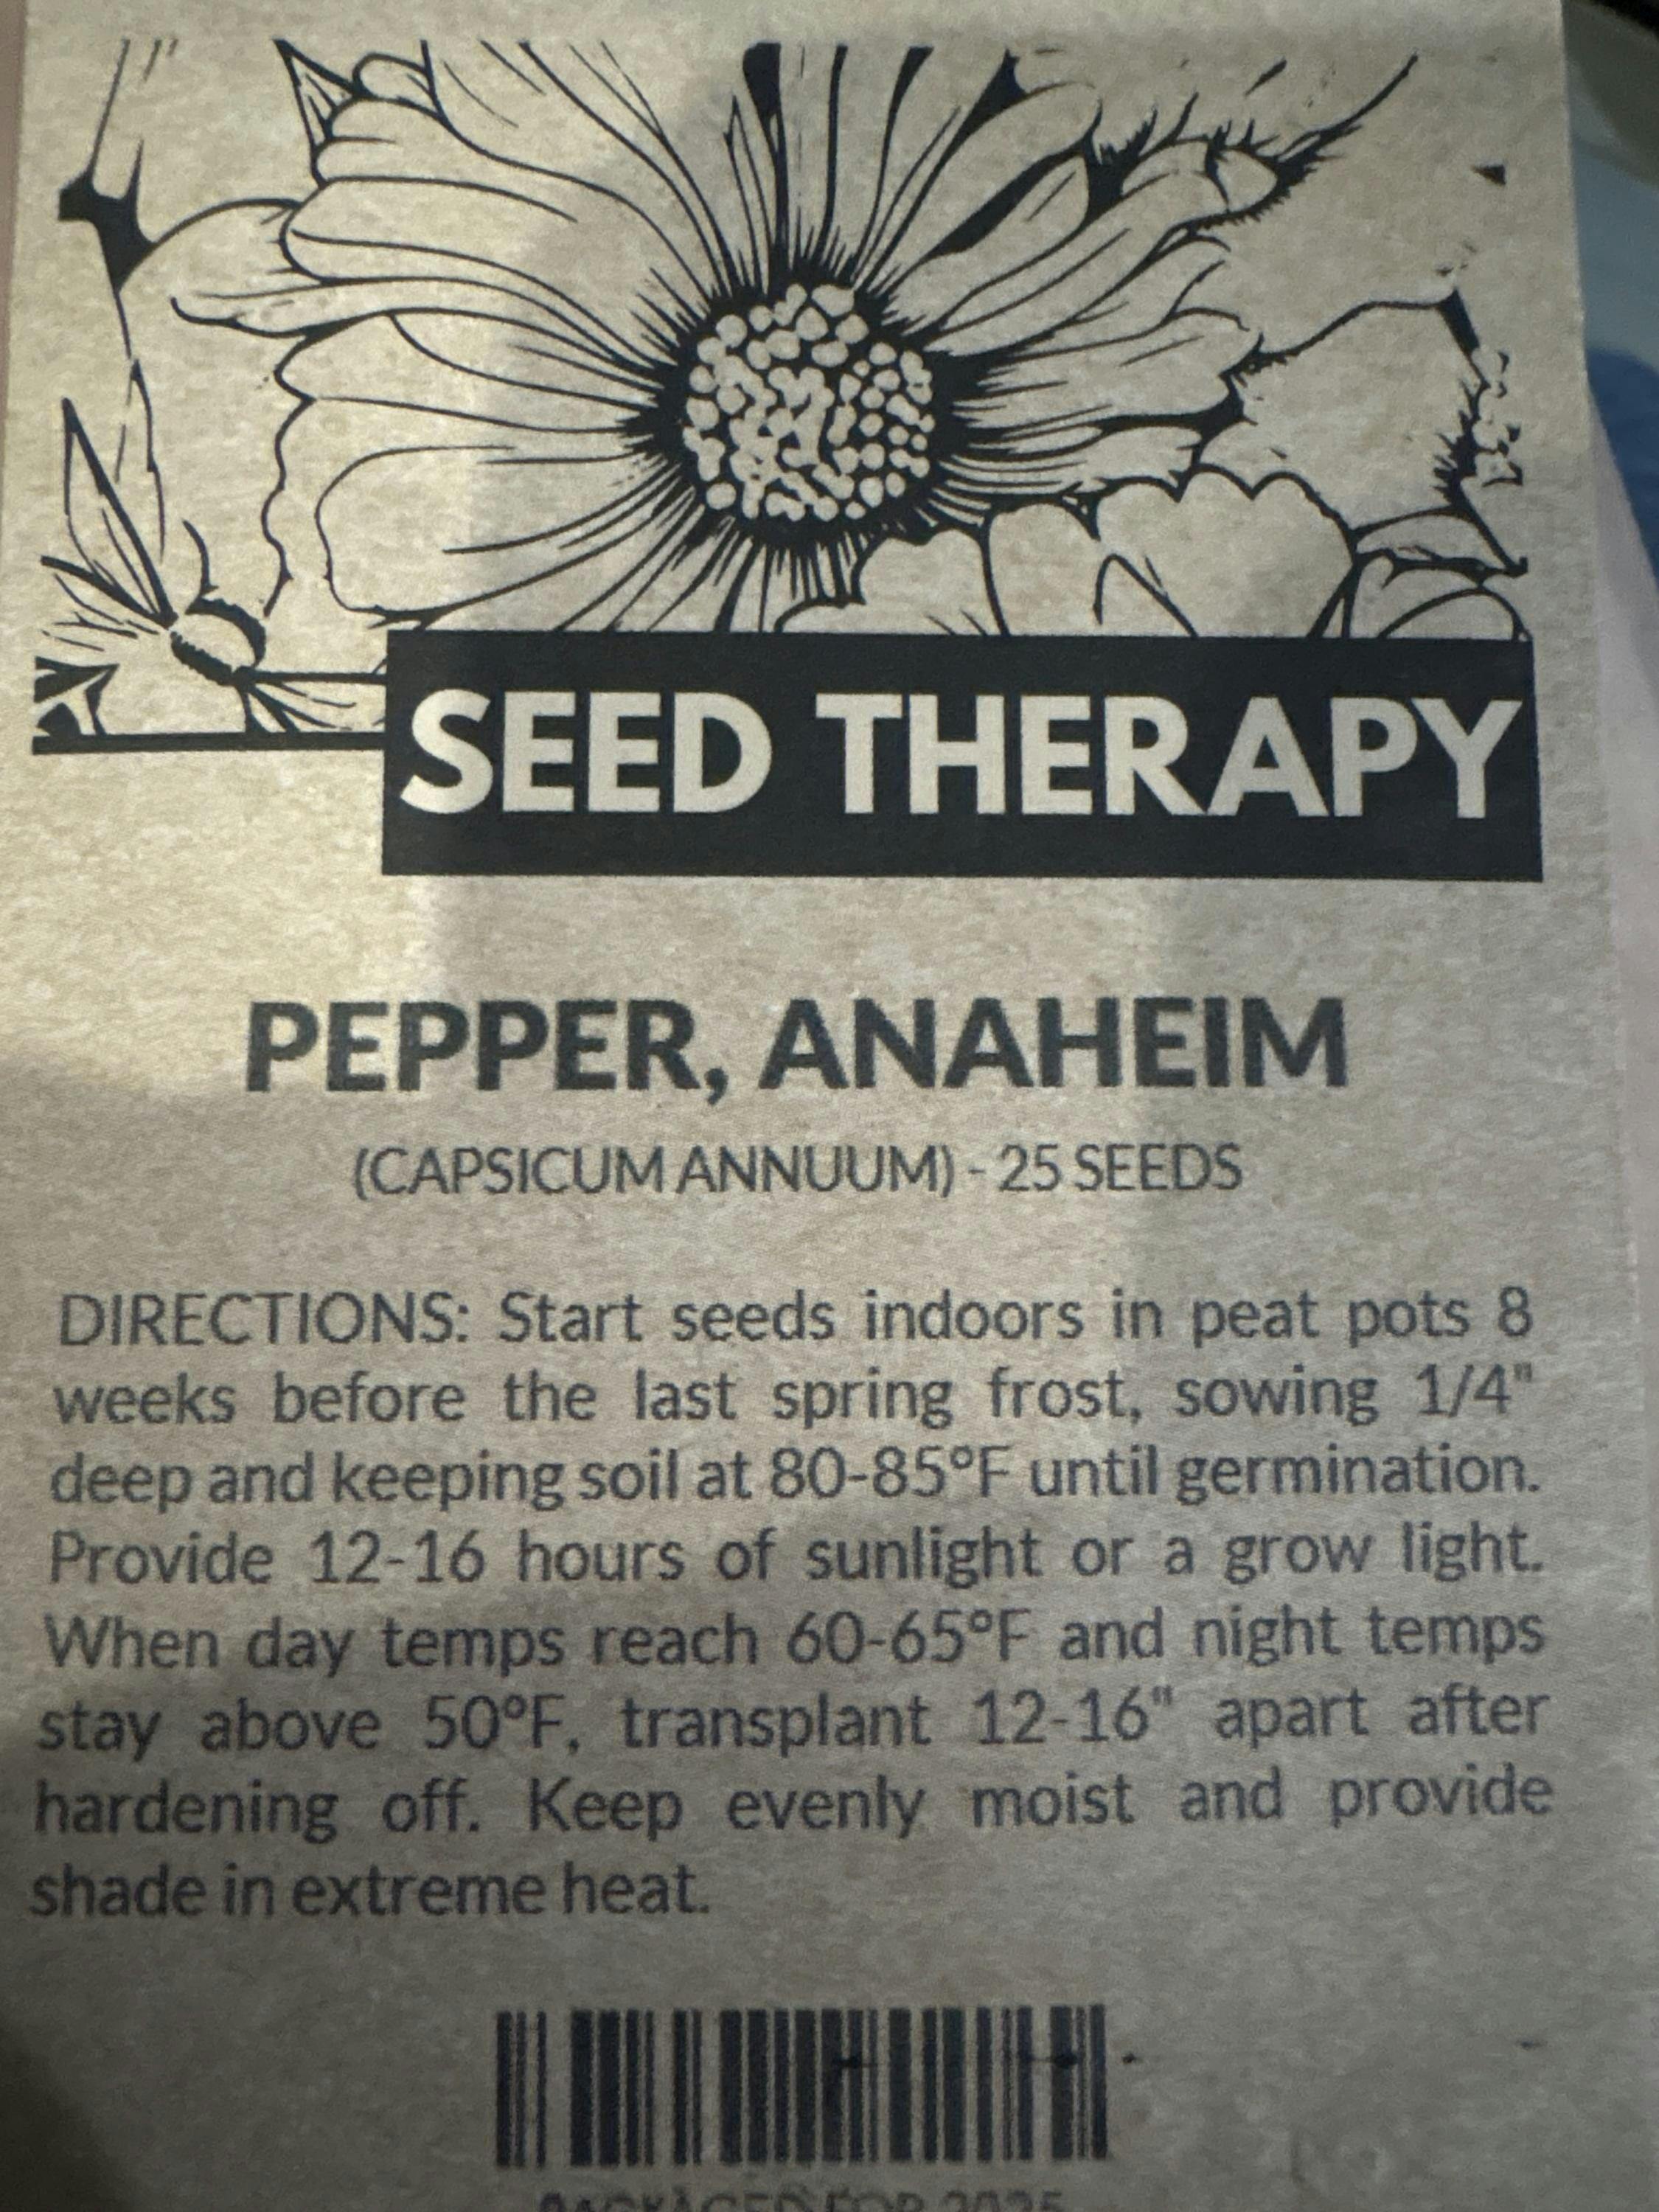 SEED THERAPY
PEPPER, ANAHEIM
(CAPSICUM ANNUUM) - 25 SEEDS
DIRECTIONS: Start seeds indoors in peat pots 8
weeks before the last spring frost, sowing 1/4"
deep and keeping soil at 80-85°F until germination.
Provide 12-16 hours of sunlight or a grow light.
When day temps reach 60-65°F and night temps
stay above 50°F, transplant 12-16" apart after
hardening off. Keep evenly moist and provide
shade in extreme heat.
PACKAGED FOR 2025